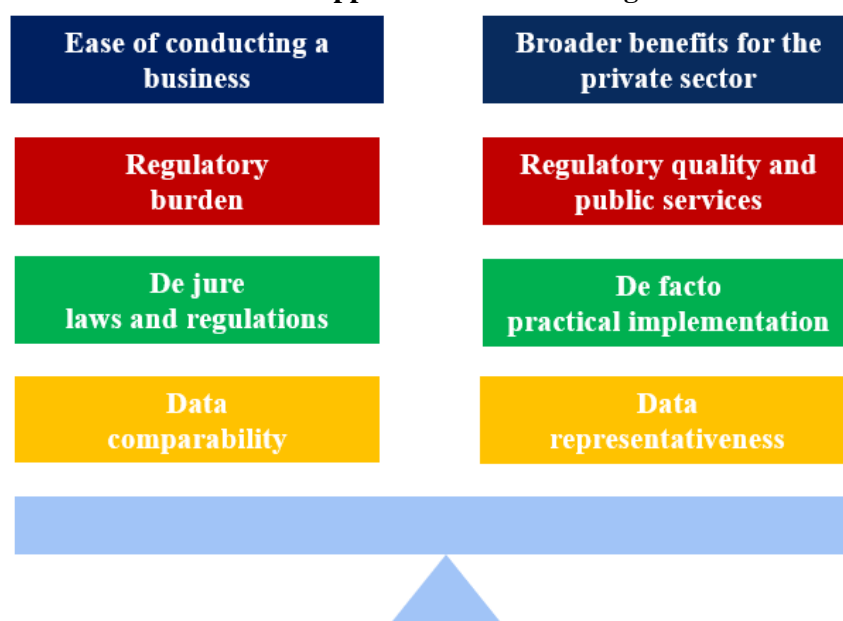 Ease of conducting a
business
Broader benefits for the
private sector
Regulatory
burden
Regulatory quality and
public services
De jure
laws and regulations
De facto
practical implementation
Data
comparability
Data
representativeness